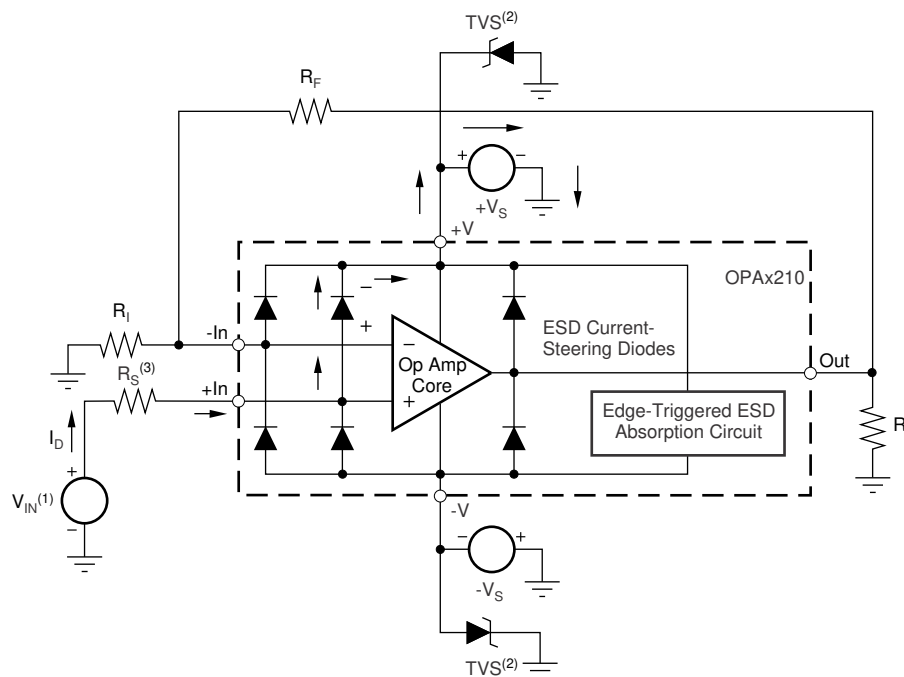 TVS(2)
RF
+ −
+VS
+V
OPAx210
−
+
RI
-In
−
ESD Current-
Steering Diodes
Op Amp
Core
Out
RS(3)
+In
+
Edge-Triggered ESD
Absorption Circuit
R
ID
+
VIN(1)
−
-V
− +
-VS
TVS(2)